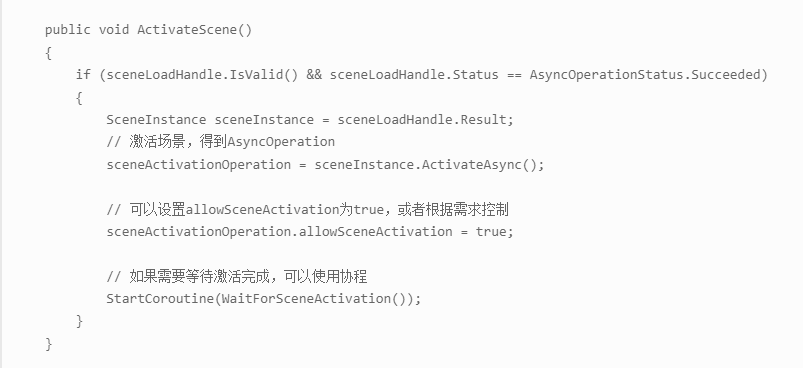 public void ActivateScene()
{
if (sceneLoadHandle.IsValid() && sceneLoadHandle.Status == AsyncOperationStatus.Succeeded)
{
SceneInstance sceneInstance = sceneLoadHandle.Result;
// 激活场景，得到AsyncOperation
sceneActivationOperation = sceneInstance.ActivateAsync();
// 可以设置allowSceneActivation为true，或者根据需求控制
sceneActivationOperation.allowSceneActivation = true;
// 如果需要等待激活完成，可以使用协程
StartCoroutine(WaitForSceneActivation());
}
}